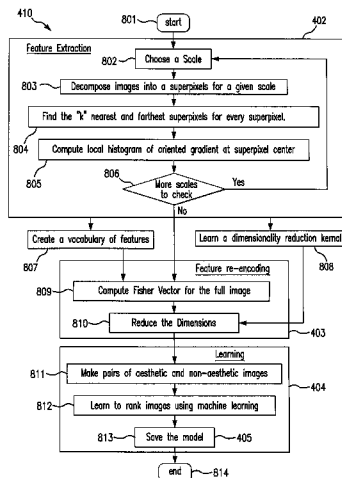 410
801
start
402
Feature Extraction
802
Choose a Scale
803
Decompose images into a superpixels for a given scale
Find the "k" nearest and farthest superpixels for every superpixel.
804
Compute local histogram of oriented gradient at superpixel center
805
806
More scales to check
Yes
No
Create a vocabulary of features
807
Learn a dimensionality reduction kernel
808
Feature re-encoding
809
Compute Fisher Vector for the full image
810
Reduce the Dimensions
403
Learning
811
Make pairs of aesthetic and non-aesthetic images
404
812
Learn to rank images using machine learning
813
Save the model
405
end
814